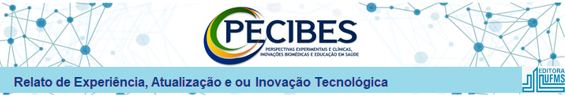 PECIBES
PERSPECTIVAS EXPERIMENTAIS E CLÍNICAS,
INOVAÇÕES BIOMÉDICAS E EDUCAÇÃO EM SAÚDE
Relato de Experiência, Atualização e ou Inovação Tecnológica
EDITORA
UFMS